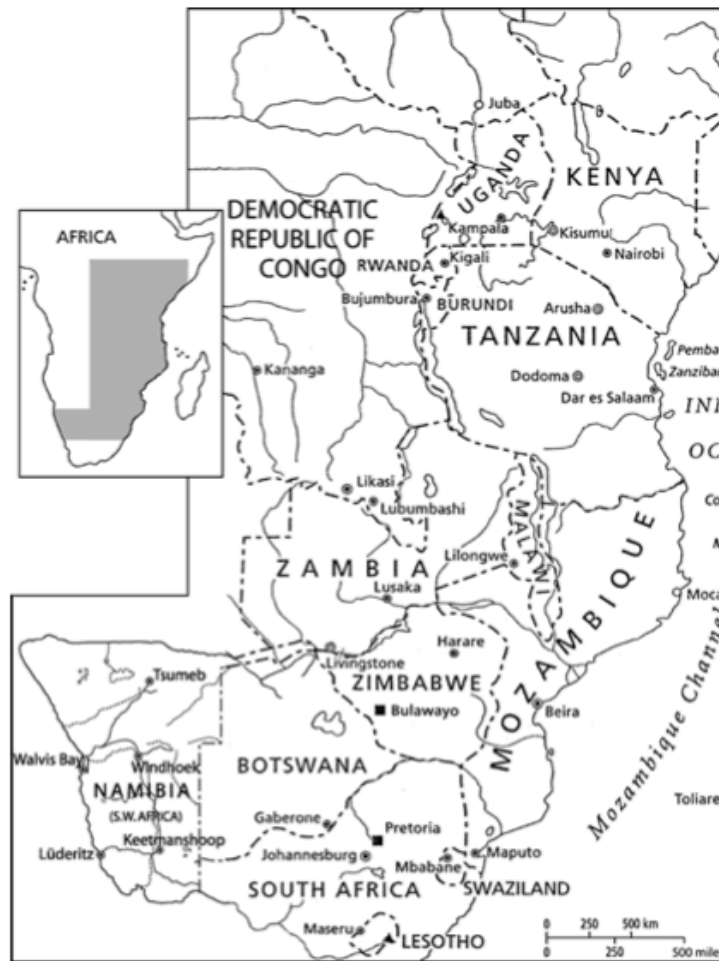 Juba
UGANDA
KENYA
DEMOCRATIC
REPUBLIC OF
CONGO
AFRICA
Kampala
Kisumu
Nairobi
Kigali
RWANDA
Bujumbura
BURUNDI
Arusha
TANZANIA
Pemba
Zanzibar
Kananga
Dodoma
Dar es Salaam
Likasi
Lubumbashi
MALAWI
ZAMBIA
Lilongwe
MOZAMBIQUE
Lusaka
Harare
Livingstone
Tsumeb
ZIMBABWE
Bulawayo
Beira
Walvis Bay
Windhoek
BOTSWANA
NAMIBIA
(S.W. AFRICA)
Mozambique Channel
Toliare
Gaberone
Pretoria
Keetmanshoop
Lüderitz
Johannesburg
Mbabane
Maputo
SOUTH AFRICA
SWAZILAND
Maseru
LESOTHO
0 250 500 km
0 250 500 mile